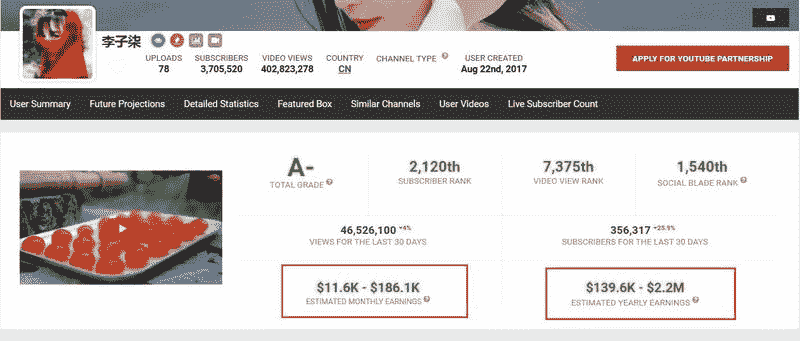 李子柒
UPLOADS
78
SUBSCRIBERS
3,705,520
VIDEO VIEWS
402,823,278
COUNTRY
CN
CHANNEL TYPE ?
USER CREATED
Aug 22nd, 2017
APPLY FOR YOUTUBE PARTNERSHIP
User Summary Future Projections Detailed Statistics Featured Box Similar Channels User Videos Live Subscriber Count
A-
TOTAL GRADE ?
2,120th
SUBSCRIBER RANK
7,375th
VIDEO VIEW RANK
1,540th
SOCIAL BLADE RANK ?
46,526,100
VIEWS FOR THE LAST 30 DAYS
356,317
SUBSCRIBERS FOR THE LAST 30 DAYS
$11.6K - $186.1K
ESTIMATED MONTHLY EARNINGS ?
$139.6K - $2.2M
ESTIMATED YEARLY EARNINGS ?